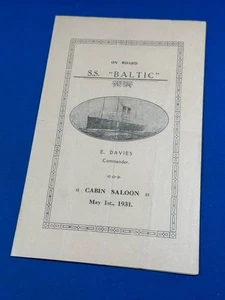 ON BOARD
S.S. "BALTIC"
E. DAVIES
Commander.
" CABIN SALOON "
May 1st., 1931.